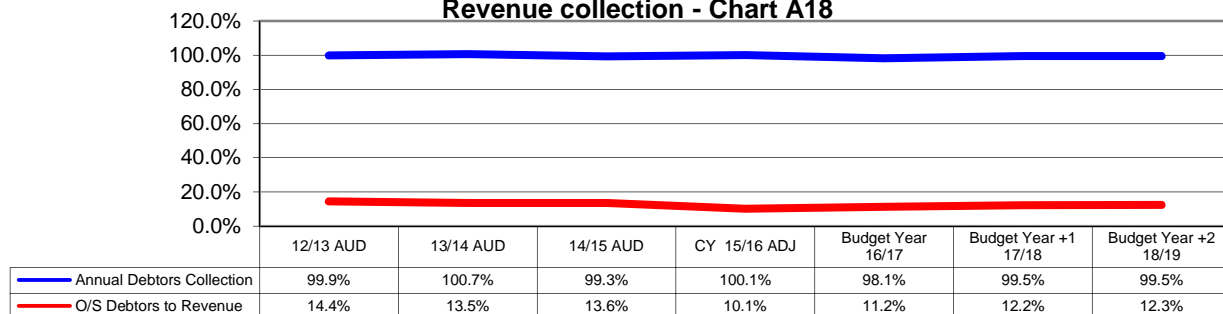 Revenue collection - Chart A18
120.0%
100.0%
80.0%
60.0%
40.0%
20.0%
0.0%
12/13 AUD 13/14 AUD 14/15 AUD CY 15/16 ADJ Budget Year 16/17 Budget Year +1 17/18 Budget Year +2 18/19
Annual Debtors Collection 99.9% 100.7% 99.3% 100.1% 98.1% 99.5% 99.5%
O/S Debtors to Revenue 14.4% 13.5% 13.6% 10.1% 11.2% 12.2% 12.3%